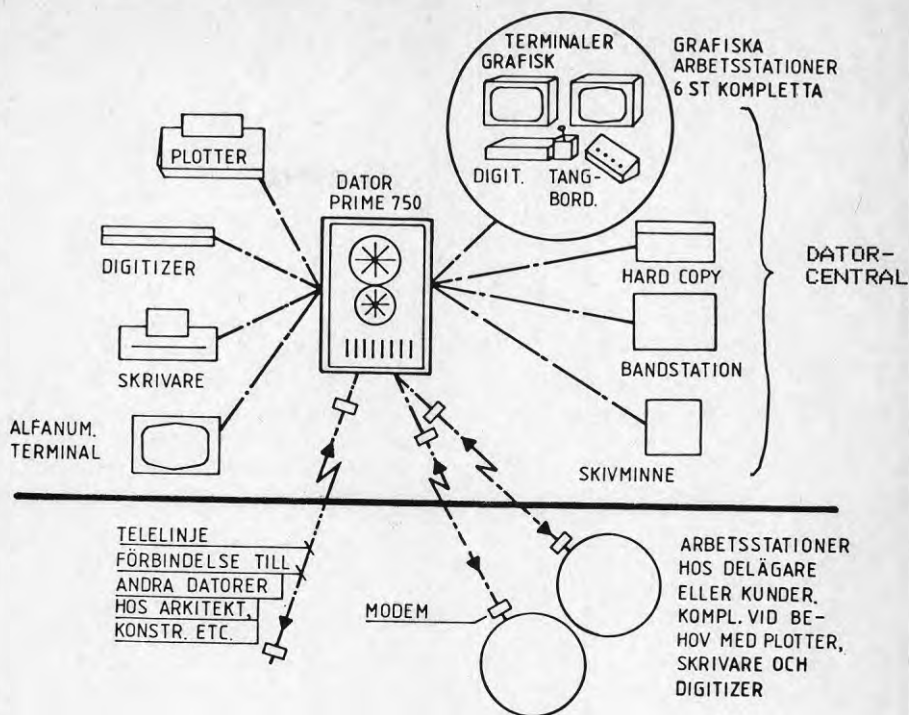 TERMINALER
GRAFISK
DIGIT.
TANG-
BORD.
GRAFISKA
ARBETSSTATIONER
6 ST KOMPLETTA
PLOTTER
DATOR
PRIME 750
DIGITIZER
HARD COPY
DATOR-
CENTRAL
SKRIVARE
BANDSTATION
ALFANUM.
TERMINAL
SKIVMINNE
TELELINJE
FÖRBINDELSE TILL
ANDRA DATORER
HOS ARKITEKT,
KONSTR. ETC.
MODEM
ARBETSSTATIONER
HOS DELÄGARE
ELLER KUNDER.
KOMPL. VID BE-
HOV MED PLOTTER,
SKRIVARE OCH
DIGITIZER